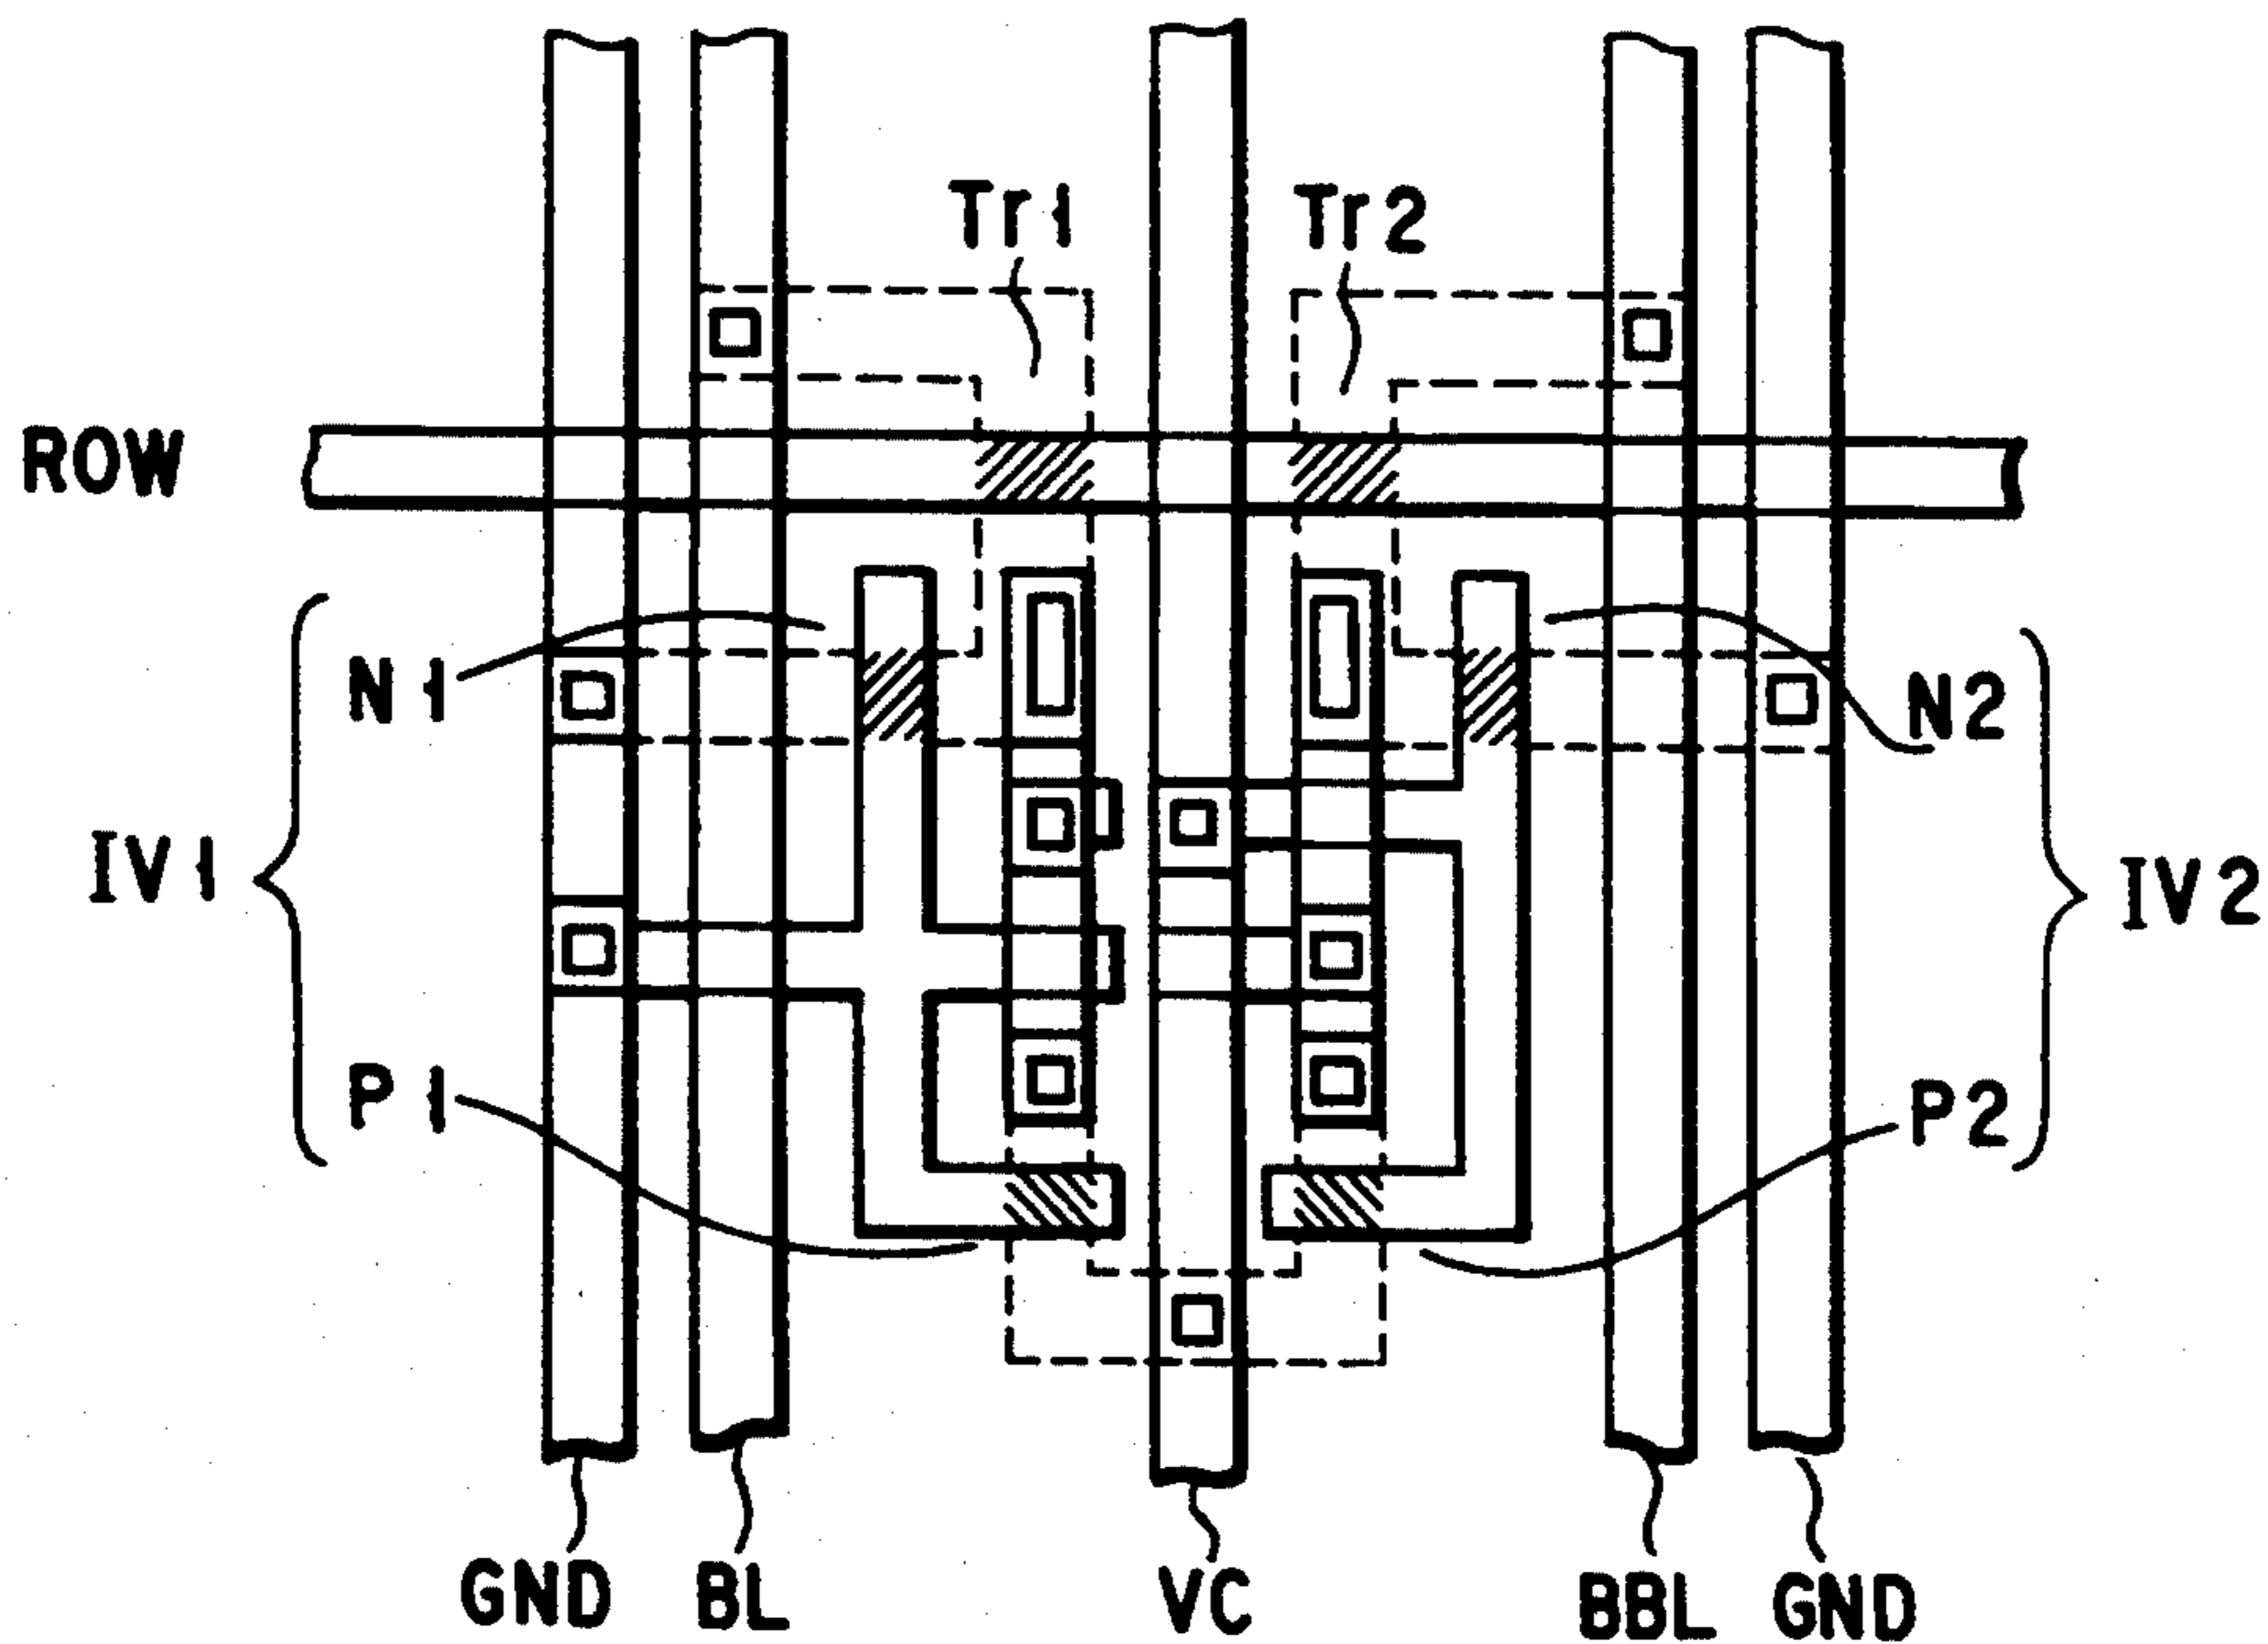 Tr1 Tr2
ROW
N1 N2
IV1 IV2
P1 P2
GND BL VC BBL GND